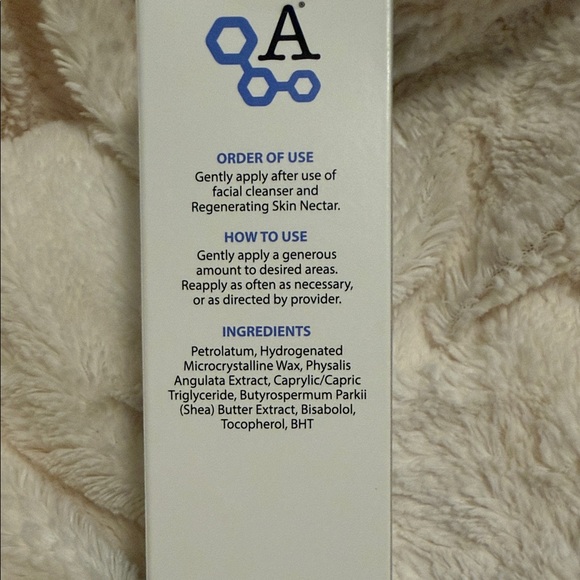 A®
ORDER OF USE
Gently apply after use of
facial cleanser and
Regenerating Skin Nectar.
HOW TO USE
Gently apply a generous
amount to desired areas.
Reapply as often as necessary,
or as directed by provider.
INGREDIENTS
Petrolatum, Hydrogenated
Microcrystalline Wax, Physalis
Angulata Extract, Caprylic/Capric
Triglyceride, Butyrospermum Parkii
(Shea) Butter Extract, Bisabolol,
Tocopherol, BHT